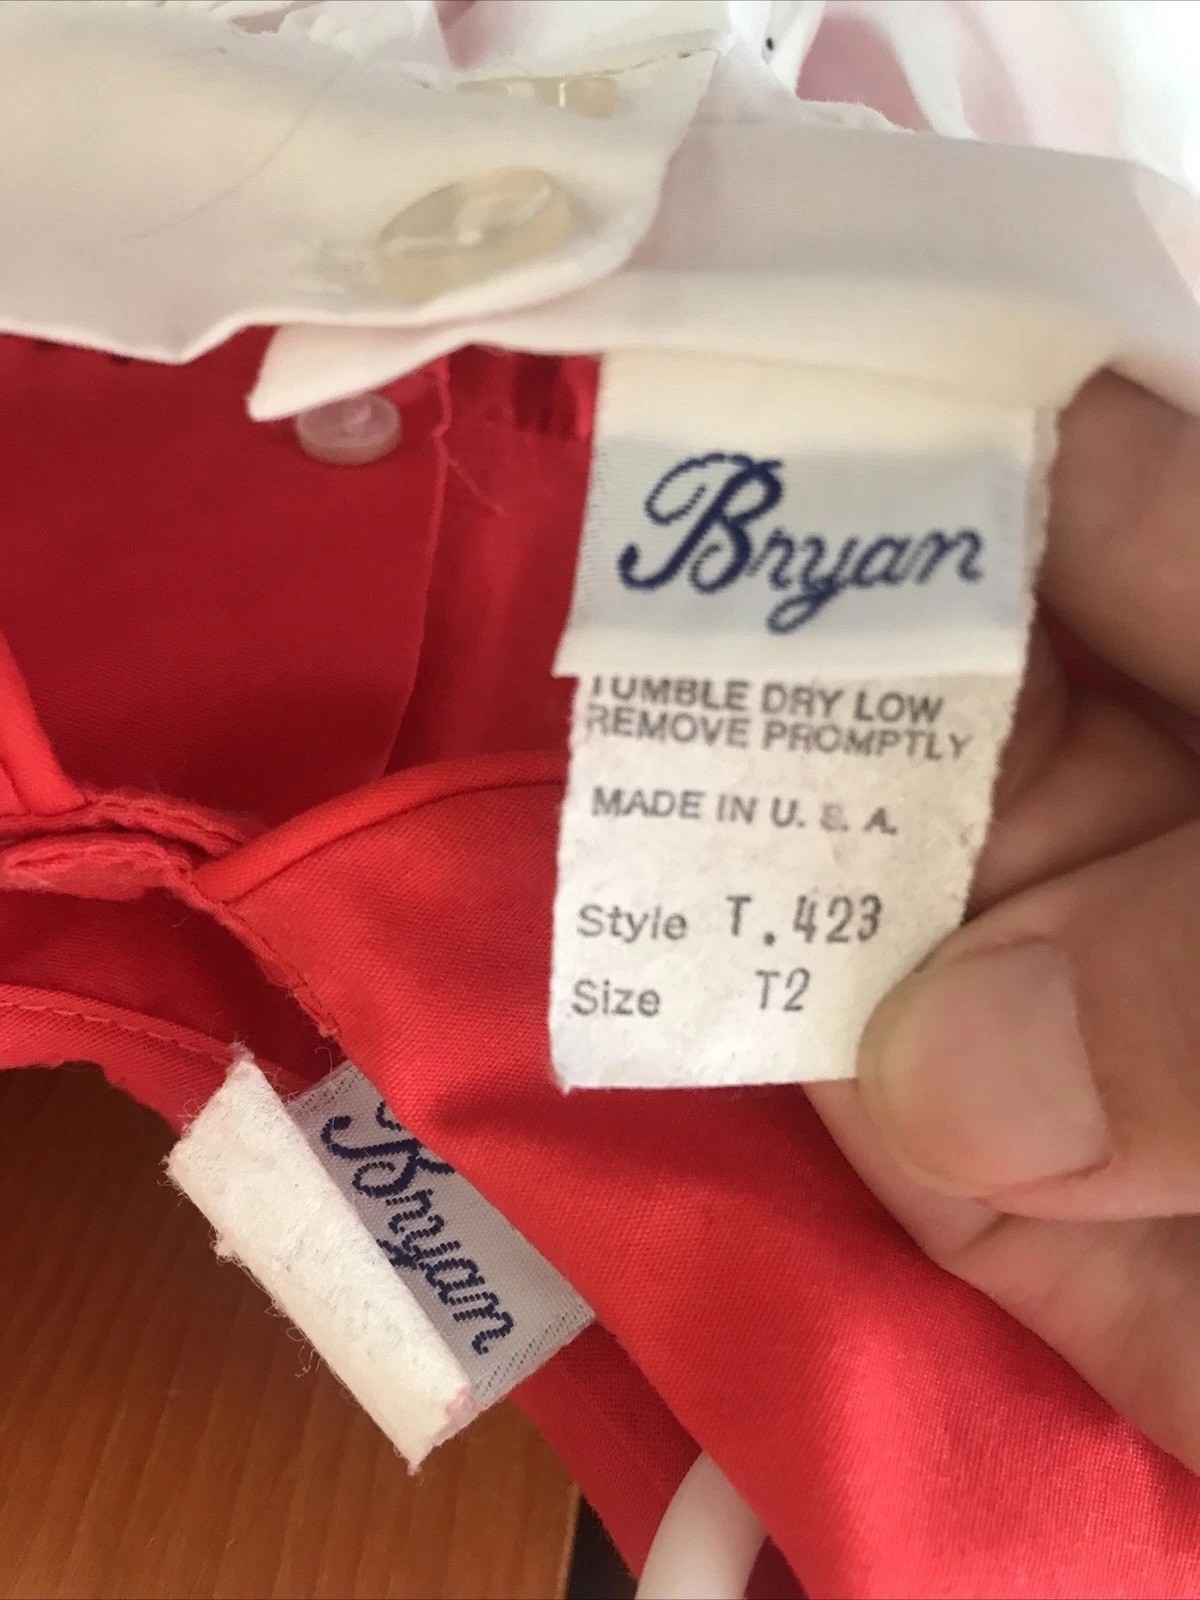 Bryan
TUMBLE DRY LOW
REMOVE PROMPTLY
MADE IN U. S. A.
Style T.423
Size T2
Bryan